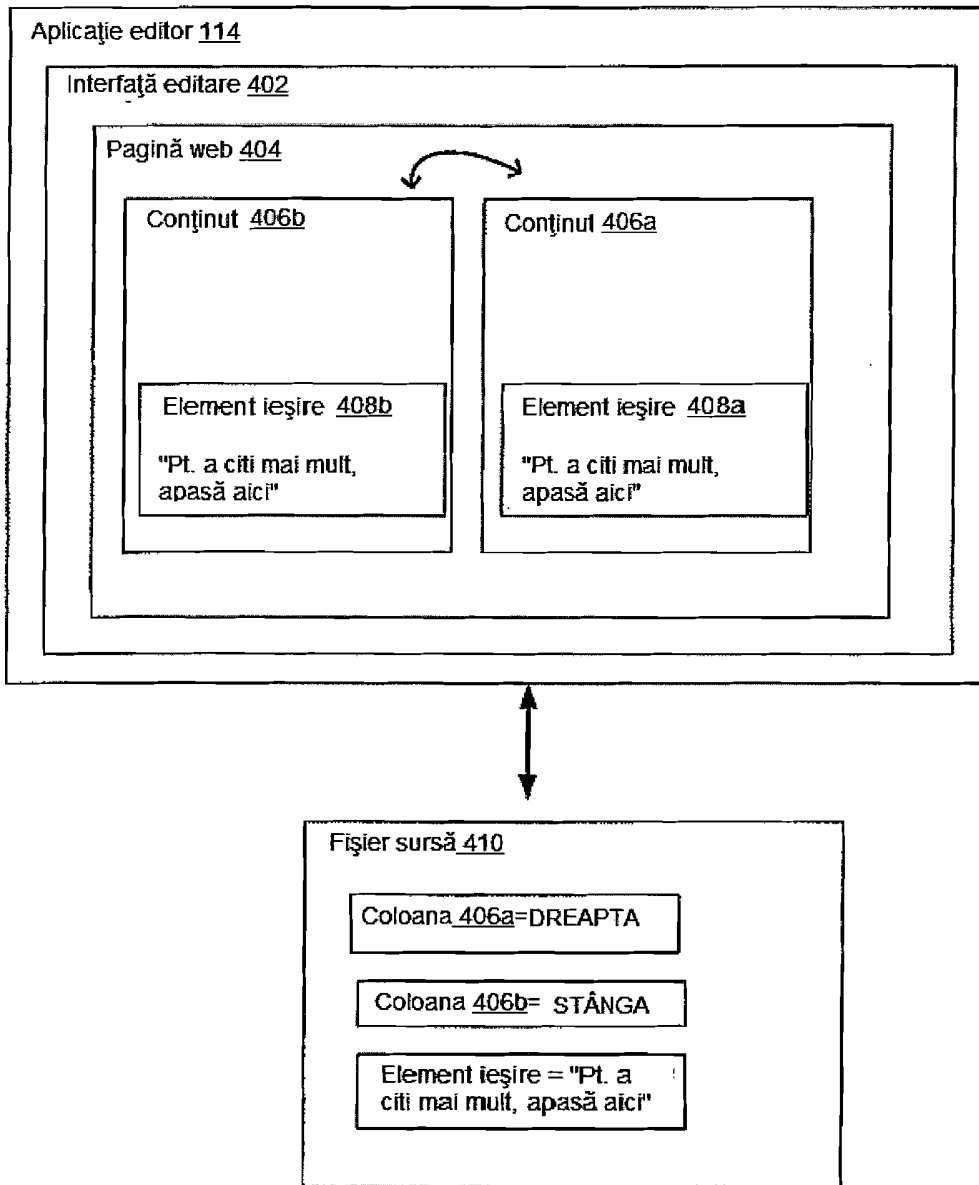 Aplicaţie editor 114
Interfaţă editare 402
Pagină web 404
Conţinut 406b
Conţinut 406a
Element ieşire 408b
"Pt. a citi mai mult,
apasă aici"
Element ieşire 408a
"Pt. a citi mai mult,
apasă aici"
Fişier sursă 410
Coloana 406a=DREAPTA
Coloana 406b= STÂNGA
Element ieşire = "Pt. a
citi mai mult, apasă aici"